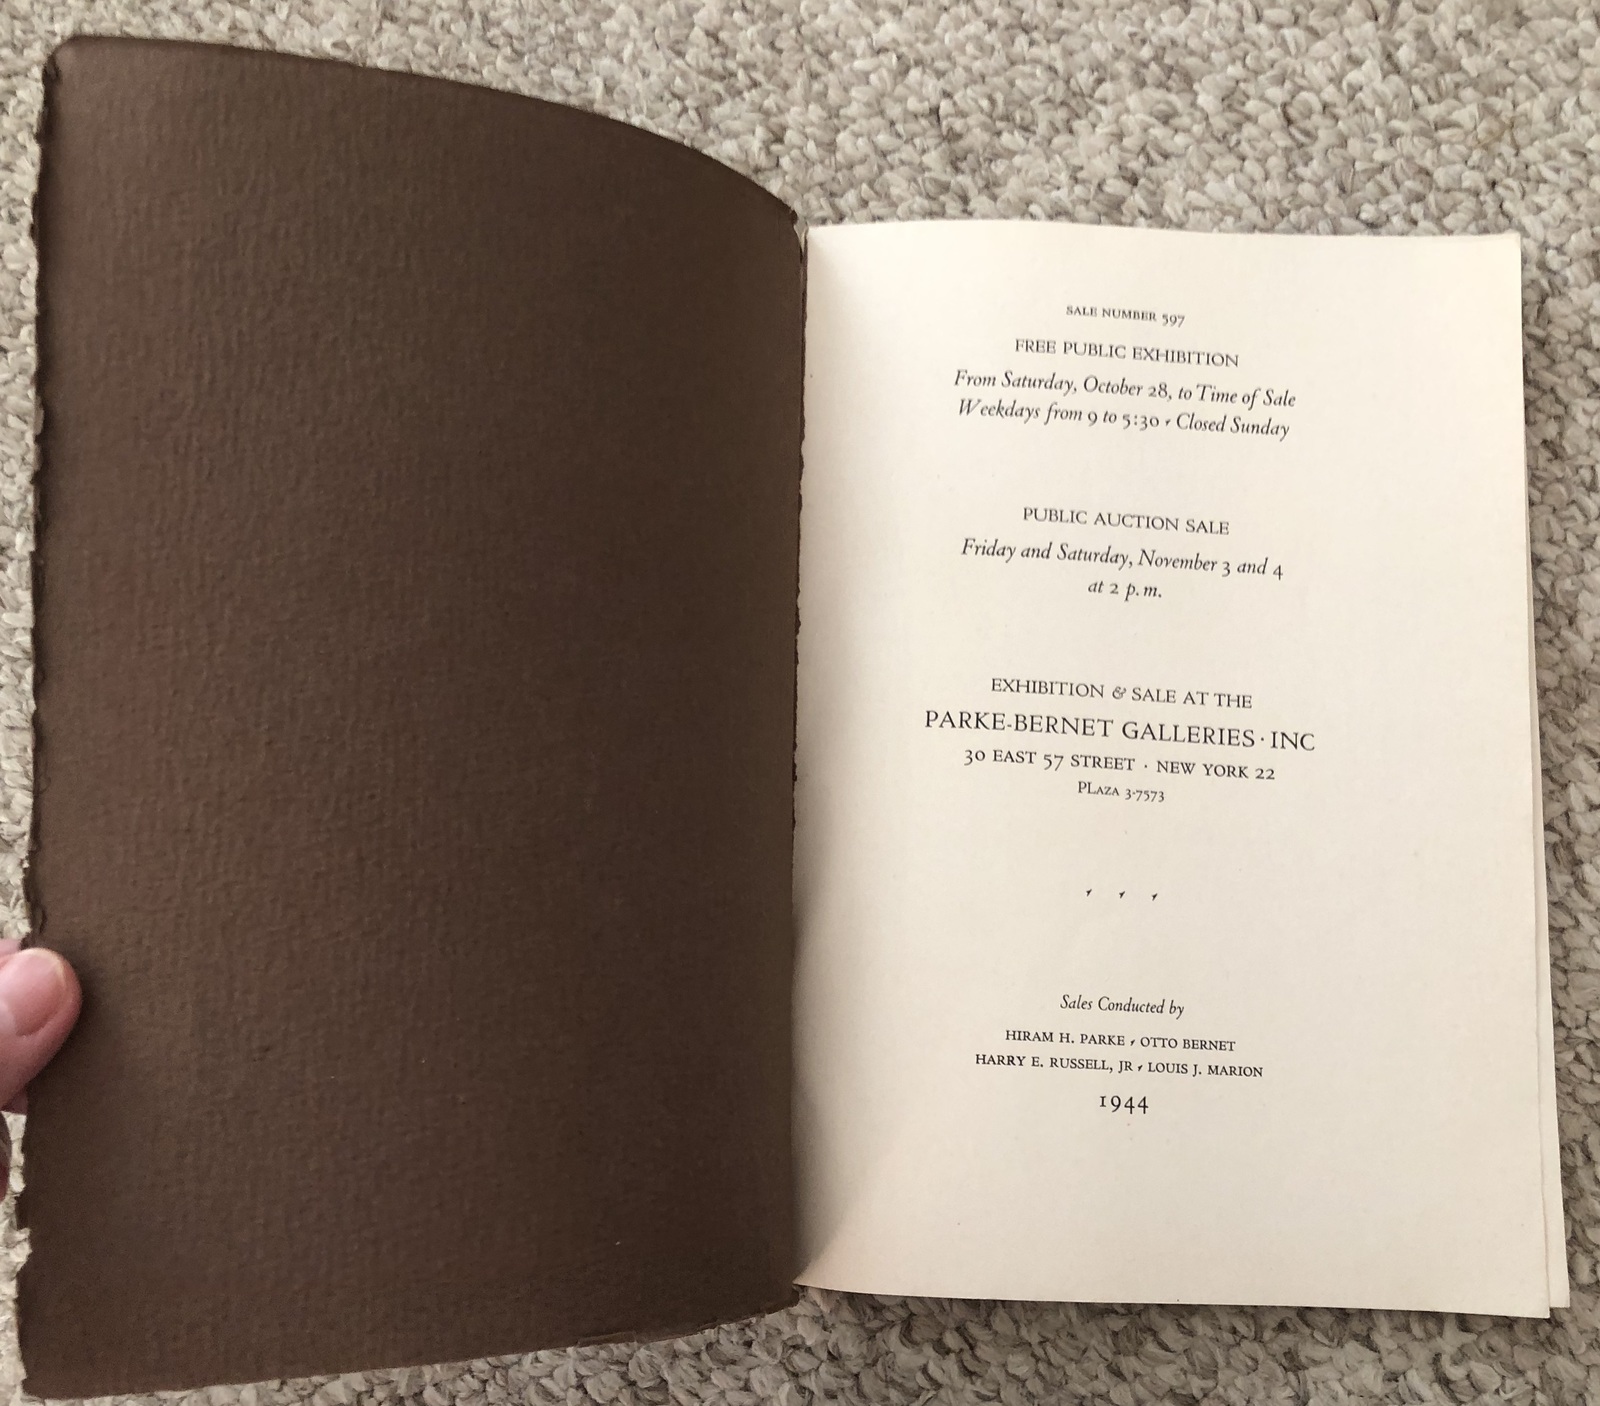 SALE NUMBER 597
FREE PUBLIC EXHIBITION
From Saturday, October 28, to Time of Sale
Weekdays from 9 to 5:30 , Closed Sunday
PUBLIC AUCTION SALE
Friday and Saturday, November 3 and 4
at 2 p. m.
EXHIBITION & SALE AT THE
PARKE-BERNET GALLERIES · INC
30 EAST 57 STREET · NEW YORK 22
PLAZA 3-7573
Sales Conducted by
HIRAM H. PARKE , OTTO BERNET
HARRY E. RUSSELL, JR , LOUIS J. MARION
1944